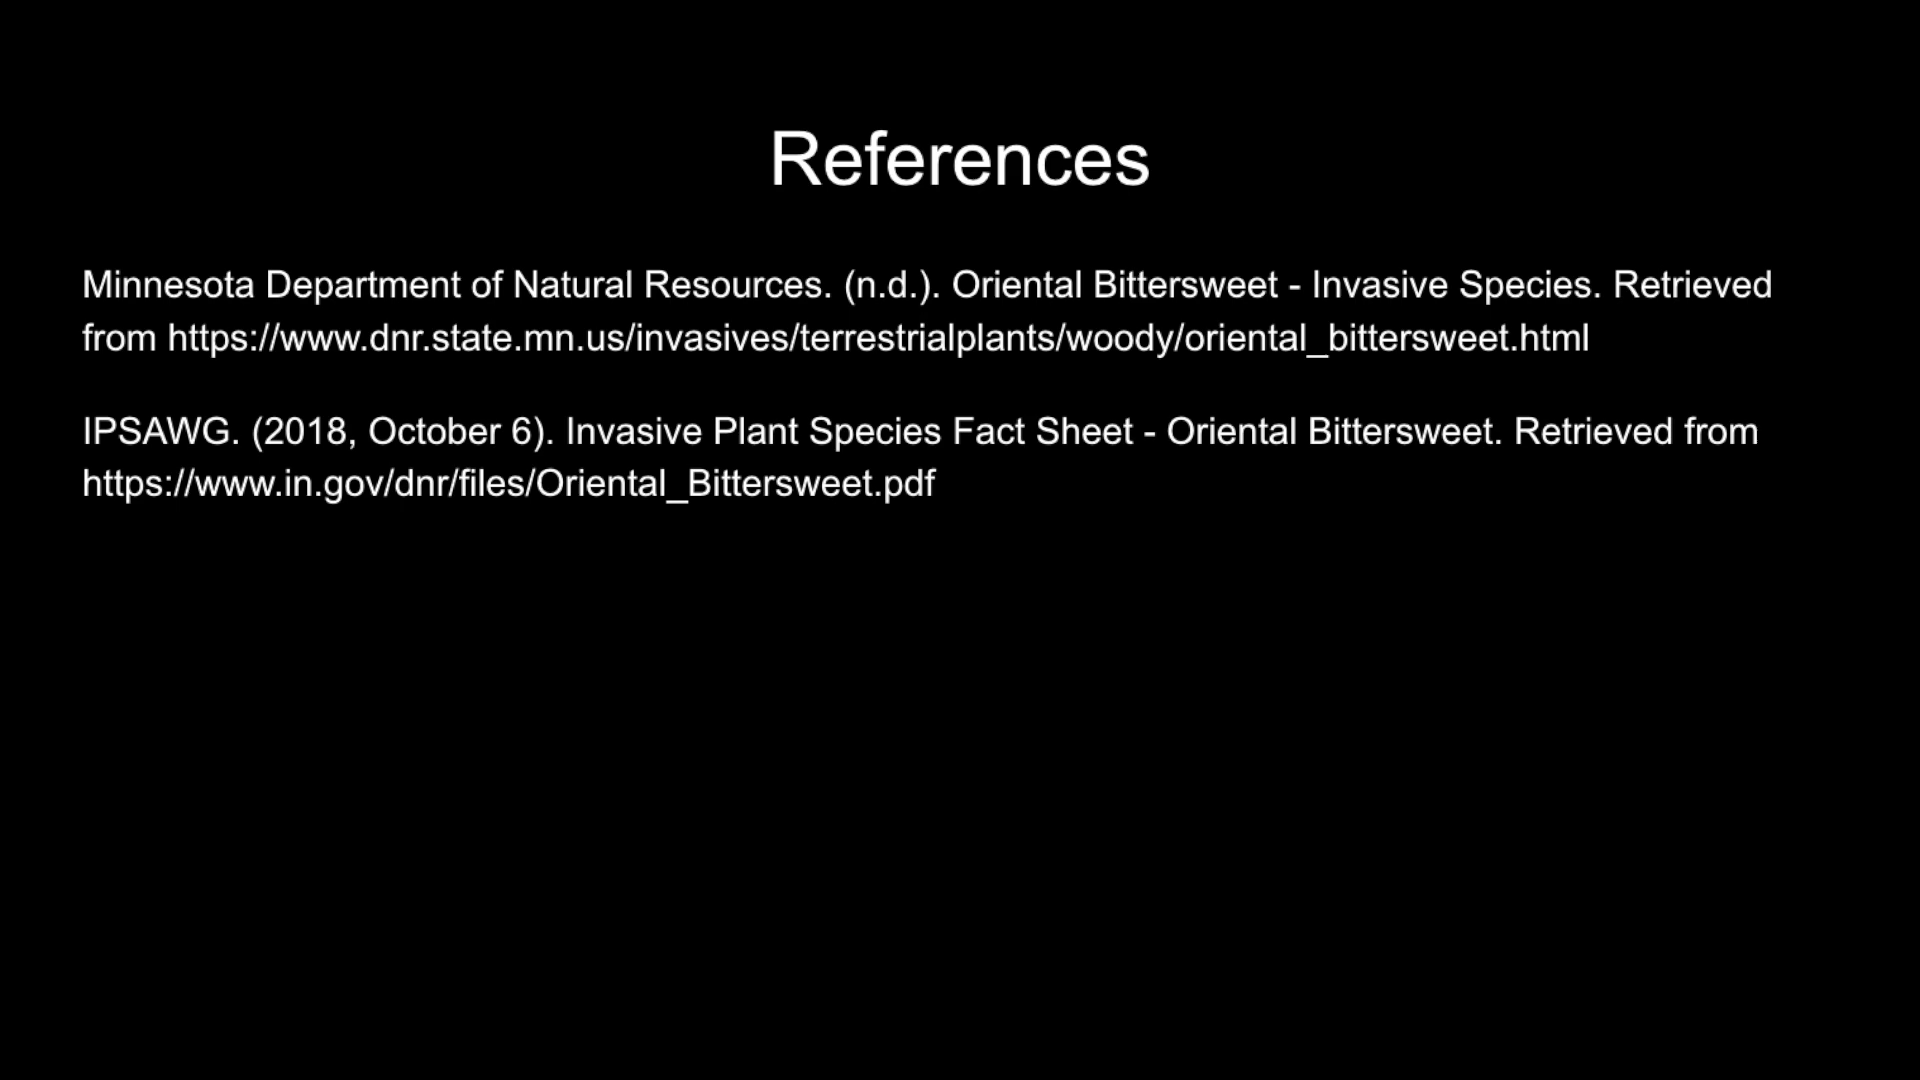 References
Minnesota Department of Natural Resources. (n.d.). Oriental Bittersweet - Invasive Species. Retrieved
from https://www.dnr.state.mn.us/invasives/terrestrialplants/woody/oriental_bittersweet.html
IPSAWG. (2018, October 6). Invasive Plant Species Fact Sheet - Oriental Bittersweet. Retrieved from
https://www.in.gov/dnr/files/Oriental_Bittersweet.pdf